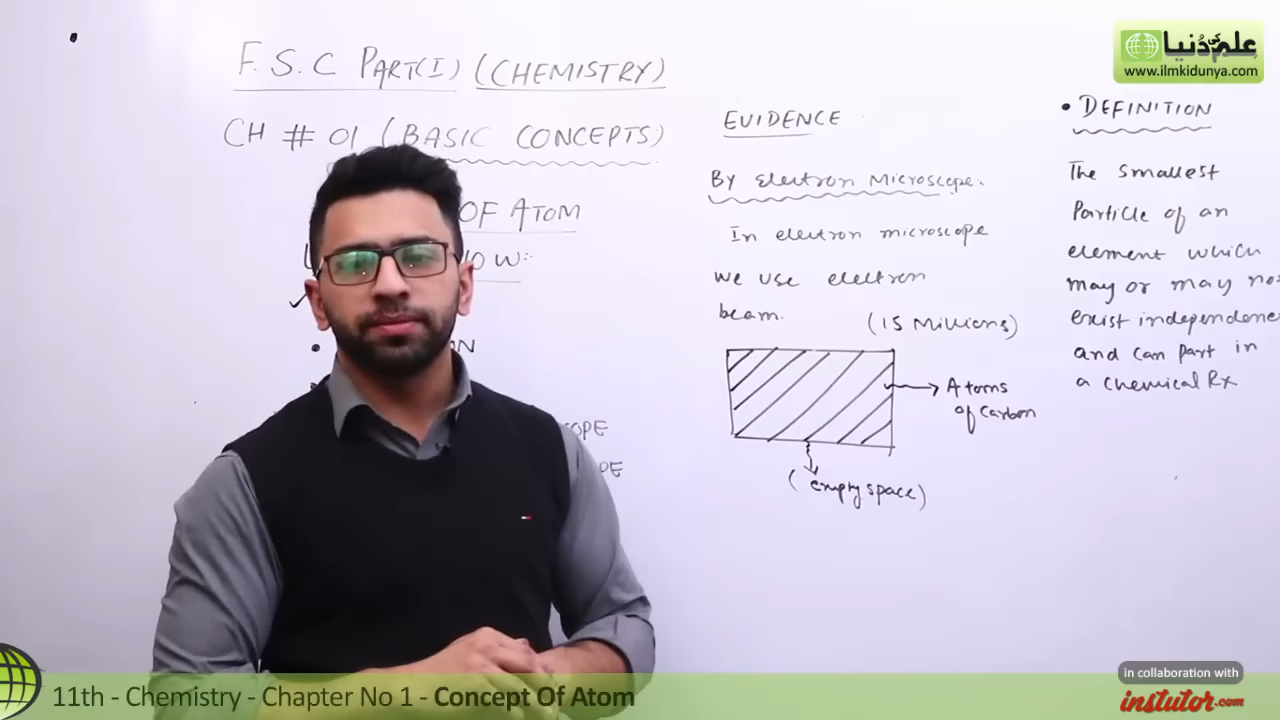 F.S.C PART(I) (CHEMISTRY)
CH # 01 (BASIC CONCEPTS)
OF ATOM
EVIDENCE
By Electron Microscope.
In electron microscope
we use electron
beam.
(15 Millions)
Atoms
of Carbon
(empty space)
• DEFINITION
The smallest
Particle of an
element which
may or may
exist
and can part in
a chemical Rx
علم کی دُنیا
www.ilmkidunya.com
11th - Chemistry - Chapter No 1 - Concept Of Atom
in collaboration with
instutor.com